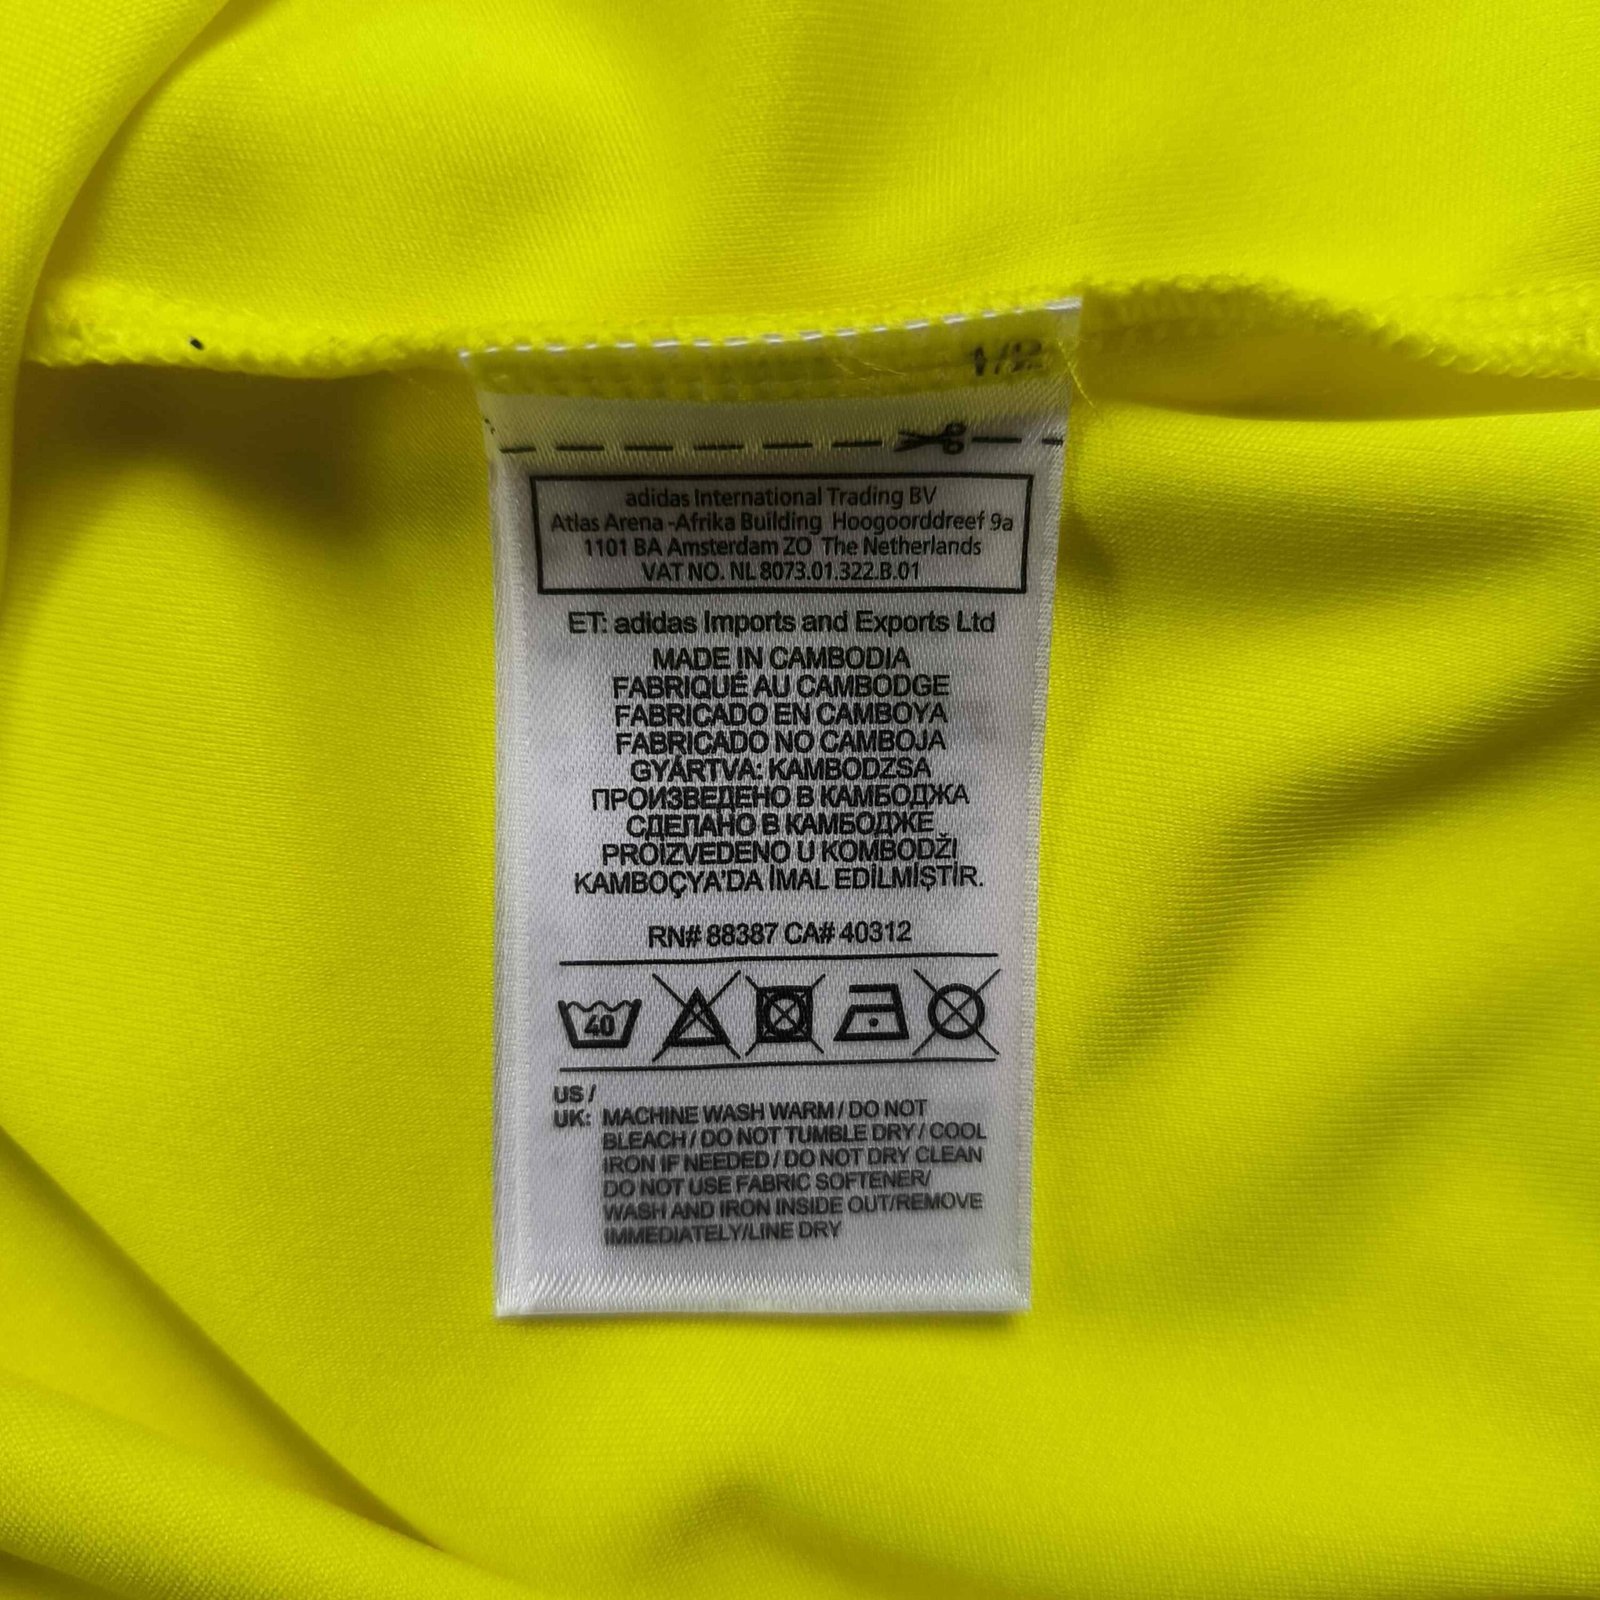 1/2
adidas International Trading BV
Atlas Arena -Afrika Building Hoogoorddreef 9a
1101 BA Amsterdam ZO The Netherlands
VAT NO. NL 8073.01.322.B.01
ET: adidas Imports and Exports Ltd
MADE IN CAMBODIA
FABRIQUÉ AU CAMBODGE
FABRICADO EN CAMBOYA
FABRICADO NO CAMBOJA
GYÁRTVA: KAMBODZSA
ПРОИЗВЕДЕНО В КАМБОДЖА
СДЕЛАНО В КАМБОДЖЕ
PROIZVEDENO U KOMBODŽI
KAMBOÇYA'DA İMAL EDİLMİŞTİR.
RN# 88387 CA# 40312
40
US /
UK: MACHINE WASH WARM / DO NOT
BLEACH / DO NOT TUMBLE DRY / COOL
IRON IF NEEDED / DO NOT DRY CLEAN
DO NOT USE FABRIC SOFTENER/
WASH AND IRON INSIDE OUT/REMOVE
IMMEDIATELY/LINE DRY